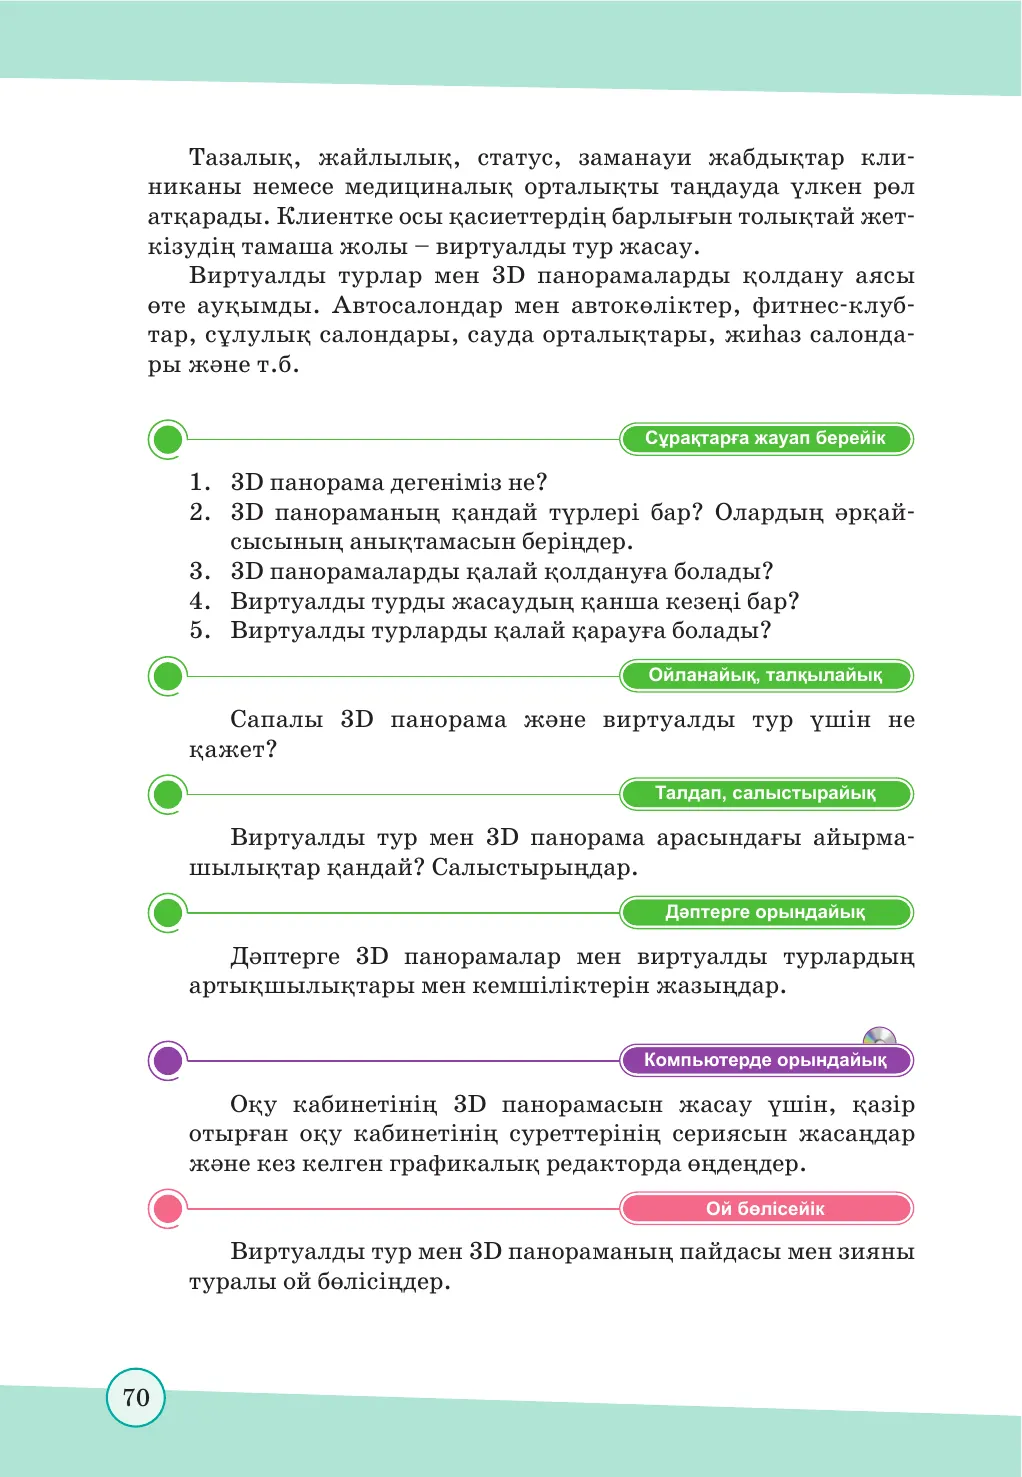 Тазалық, жайлылық, статус, заманауи жабдықтар кли-
никаны немесе медициналық орталықты таңдауда үлкен рөл
атқарады. Клиентке осы қасиеттердің барлығын толықтай жет-
кізудің тамаша жолы – виртуалды тур жасау.
Виртуалды турлар мен 3D панорамаларды қолдану аясы
өте ауқымды. Автосалондар мен автокөліктер, фитнес-клуб-
тар, сұлулық салондары, сауда орталықтары, жиһаз салонда-
ры және т.б.
Сұрақтарға жауап берейік
1. 3D панорама дегеніміз не?
2. 3D панораманың қандай түрлері бар? Олардың әрқай-
сысының анықтамасын беріңдер.
3. 3D панорамаларды қалай қолдануға болады?
4. Виртуалды турды жасаудың қанша кезеңі бар?
5. Виртуалды турларды қалай қарауға болады?
Ойланайық, талқылайық
Сапалы 3D панорама және виртуалды тур үшін не
қажет?
Талдап, салыстырайық
Виртуалды тур мен 3D панорама арасындағы айырма-
шылықтар қандай? Салыстырыңдар.
Дәптерге орындайық
Дәптерге 3D панорамалар мен виртуалды турлардың
артықшылықтары мен кемшіліктерін жазыңдар.
Компьютерде орындайық
Оқу кабинетінің 3D панорамасын жасау үшін, қазір
отырған оқу кабинетінің суреттерінің сериясын жасаңдар
және кез келген графикалық редакторда өңдеңдер.
Ой бөлісейік
Виртуалды тур мен 3D панораманың пайдасы мен зияны
туралы ой бөлісіңдер.
70